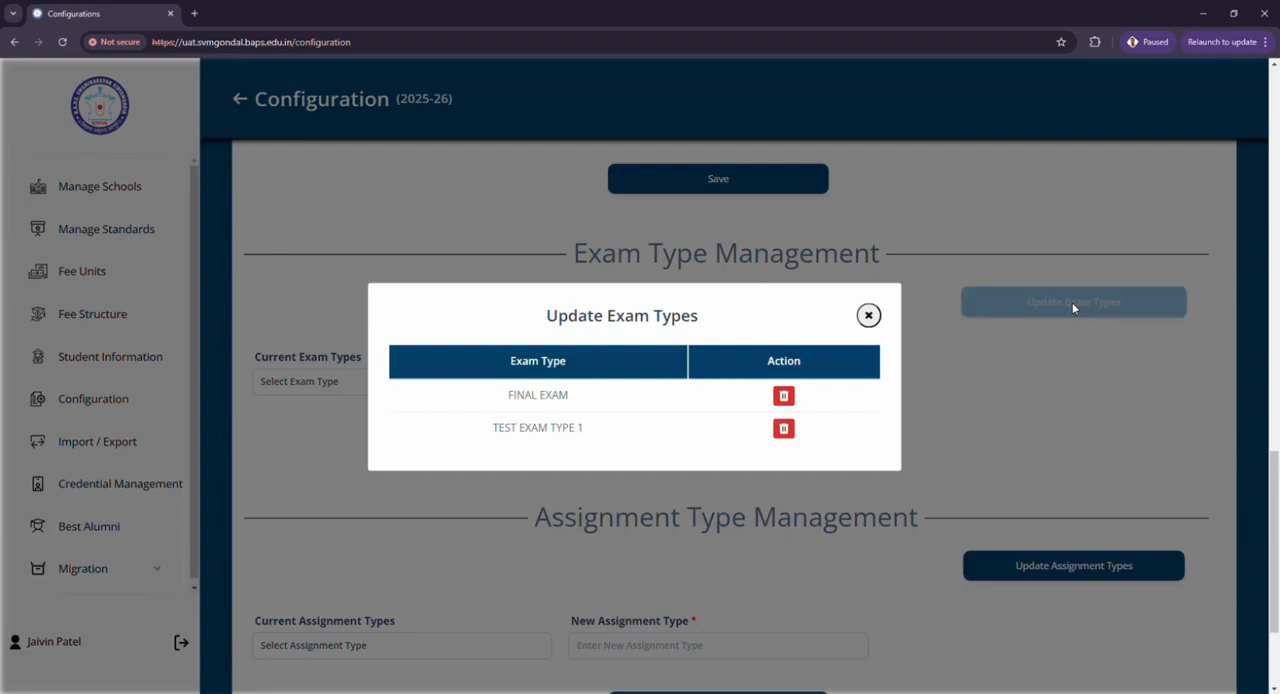 Configurations
Not secure
https://uat.svmgondal.baps.edu.in/configuration
Paused
Relaunch to update
Configuration (2025-26)
Manage Schools
Manage Standards
Fee Units
Fee Structure
Student Information
Configuration
Import / Export
Credential Management
Best Alumni
Migration
Jaivin Patel
Save
Exam Type Management
Update Exam Types
Current Exam Types
Select Exam Type
Update Exam Types
Exam Type Action
FINAL EXAM
TEST EXAM TYPE 1
Assignment Type Management
Update Assignment Types
Current Assignment Types New Assignment Type *
Select Assignment Type Enter New Assignment Type